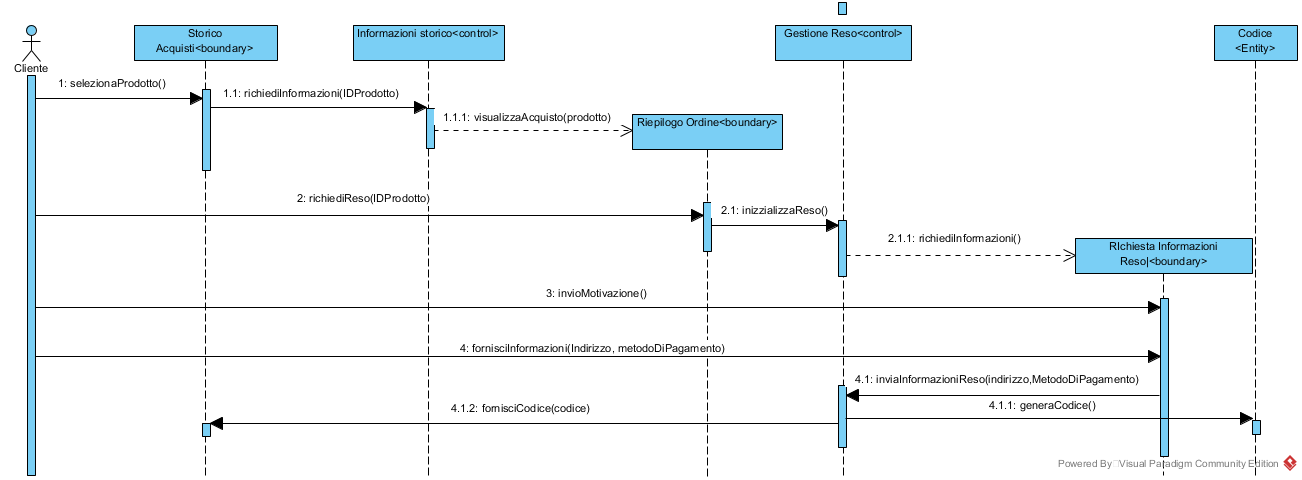 Storico
Acquisti<boundary>
Informazioni storico<control>
Gestione Reso<control>
Codice
<Entity>
Cliente
1: selezionaProdotto()
1.1: richiediInformazioni(IDProdotto)
1.1.1: visualizzaAcquisto(prodotto)
Riepilogo Ordine<boundary>
2: richiediReso(IDProdotto)
2.1: inizzializzaReso()
2.1.1: richiediInformazioni()
RIchiesta Informazioni
Reso|<boundary>
3: invioMotivazione()
4: fornisciInformazioni(Indirizzo, metodoDiPagamento)
4.1: inviaInformazioniReso(indirizzo,MetodoDiPagamento)
4.1.2: fornisciCodice(codice)
4.1.1: generaCodice()
Powered By Visual Paradigm Community Edition